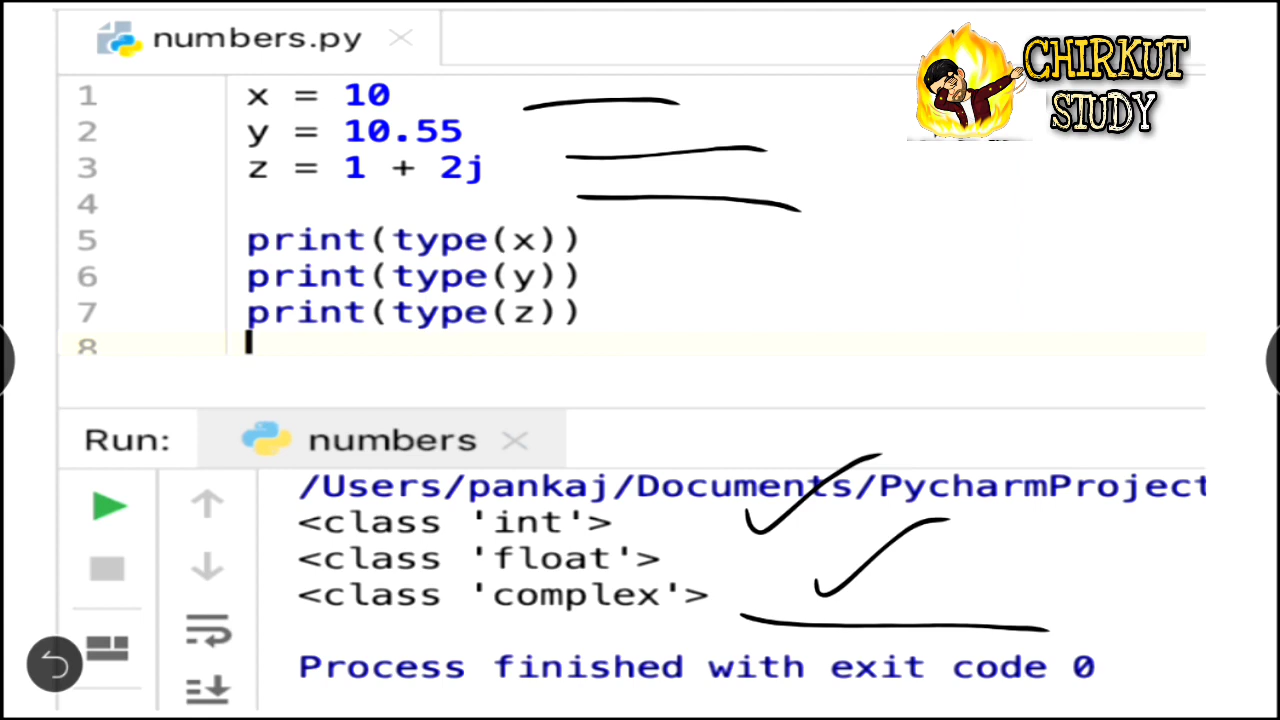 numbers.py
CHIRKUT
STUDY
1 x = 10
2 y = 10.55
3 z = 1 + 2j
4
5 print(type(x))
6 print(type(y))
7 print(type(z))
8
Run: numbers
/Users/pankaj/Documents/PycharmProject
<class 'int'>
<class 'float'>
<class 'complex'>
Process finished with exit code 0